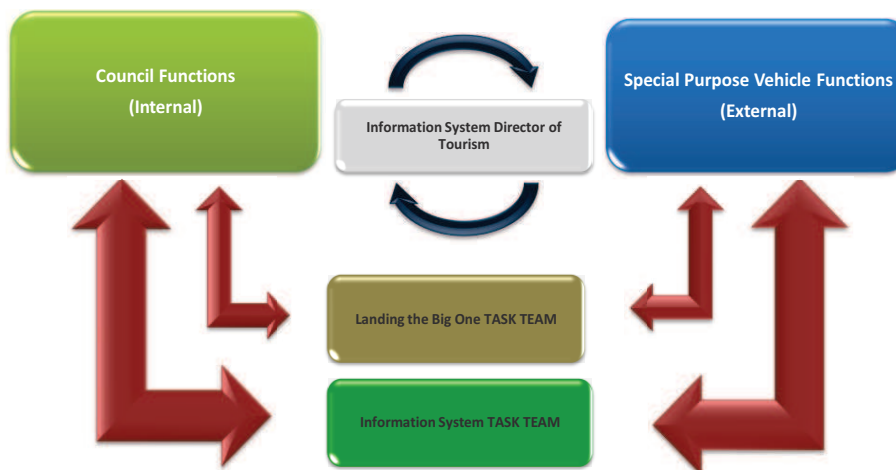 Council Functions
(Internal)
Special Purpose Vehicle Functions
(External)
Information System Director of
Tourism
Landing the Big One TASK TEAM
Information System TASK TEAM